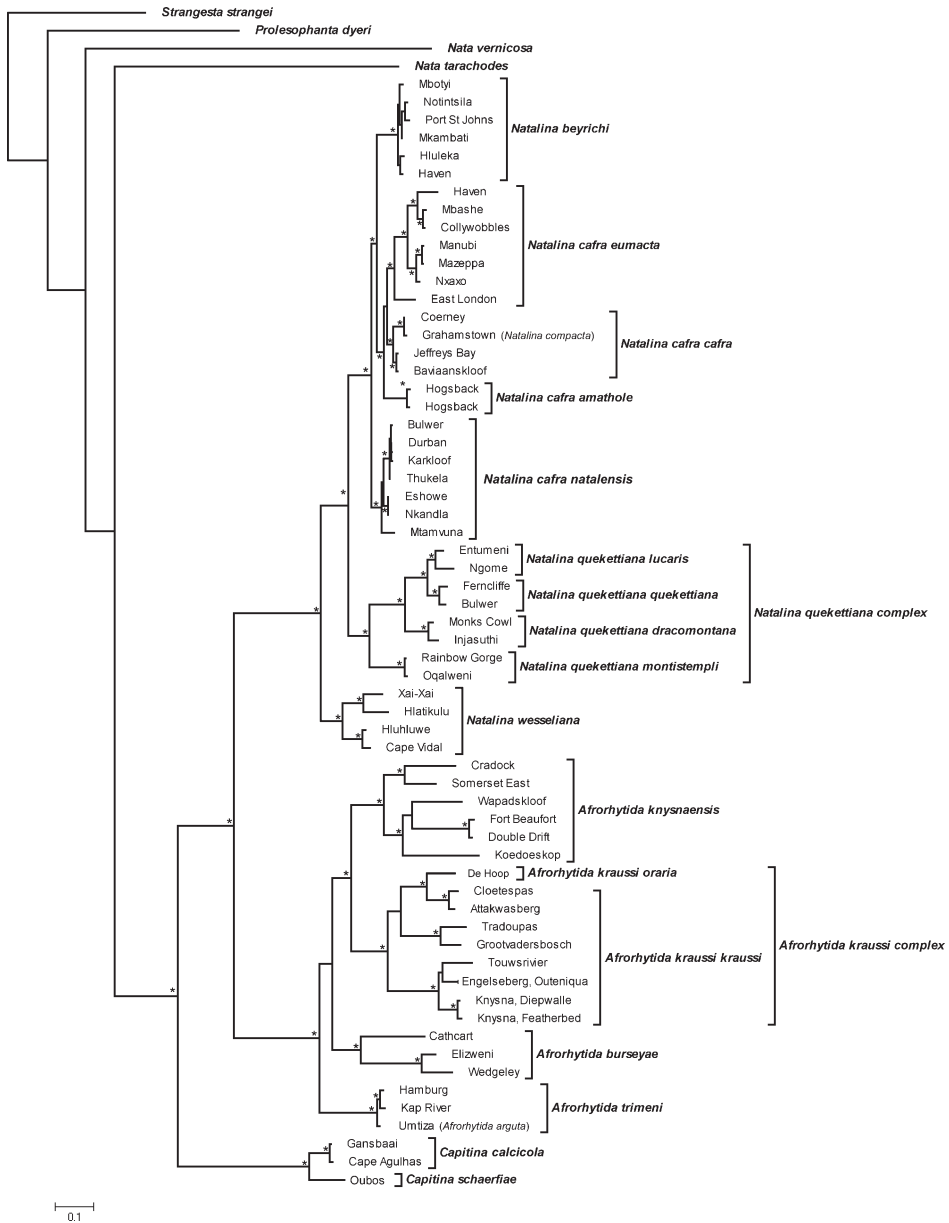 Strangesta strangei
Prolesophanta dyeri
Nata vernicosa
Nata tarachodes
Mbotyi
Notintsila
Port St Johns
Mkambati
Hluleka
Haven
Natalina beyrichi
Haven
Mbashe
Collywobbles
Manubi
Mazeppa
Nxaxo
East London
Natalina cafra eumacta
Coerney
Grahamstown (Natalina compacta)
Jeffreys Bay
Baviaanskloof
Natalina cafra cafra
Hogsback
Hogsback
Natalina cafra amathole
Bulwer
Durban
Karkloof
Thukela
Eshowe
Nkandla
Mtamvuna
Natalina cafra natalensis
Entumeni
Ngome
Natalina quekettiana lucaris
Ferncliffe
Bulwer
Natalina quekettiana quekettiana
Monks Cowl
Injasuthi
Natalina quekettiana dracomontana
Rainbow Gorge
Oqalweni
Natalina quekettiana montistempli
Natalina quekettiana complex
Xai-Xai
Hlatikulu
Hluhluwe
Cape Vidal
Natalina wesseliana
Cradock
Somerset East
Wapadskloof
Fort Beaufort
Double Drift
Koedoeskop
Afrorhytida knysnaensis
De Hoop
Afrorhytida kraussi oraria
Cloetespas
Attakwasberg
Tradoupas
Grootvadersbosch
Touwsrivier
Engelseberg, Outeniqua
Knysna, Diepwalle
Knysna, Featherbed
Afrorhytida kraussi kraussi
Afrorhytida kraussi complex
Cathcart
Elizweni
Wedgeley
Afrorhytida burseyae
Hamburg
Kap River
Umtiza (Afrorhytida arguta)
Afrorhytida trimeni
Gansbaai
Cape Agulhas
Capitina calcicola
Oubos
Capitina schaerfiae
0.1